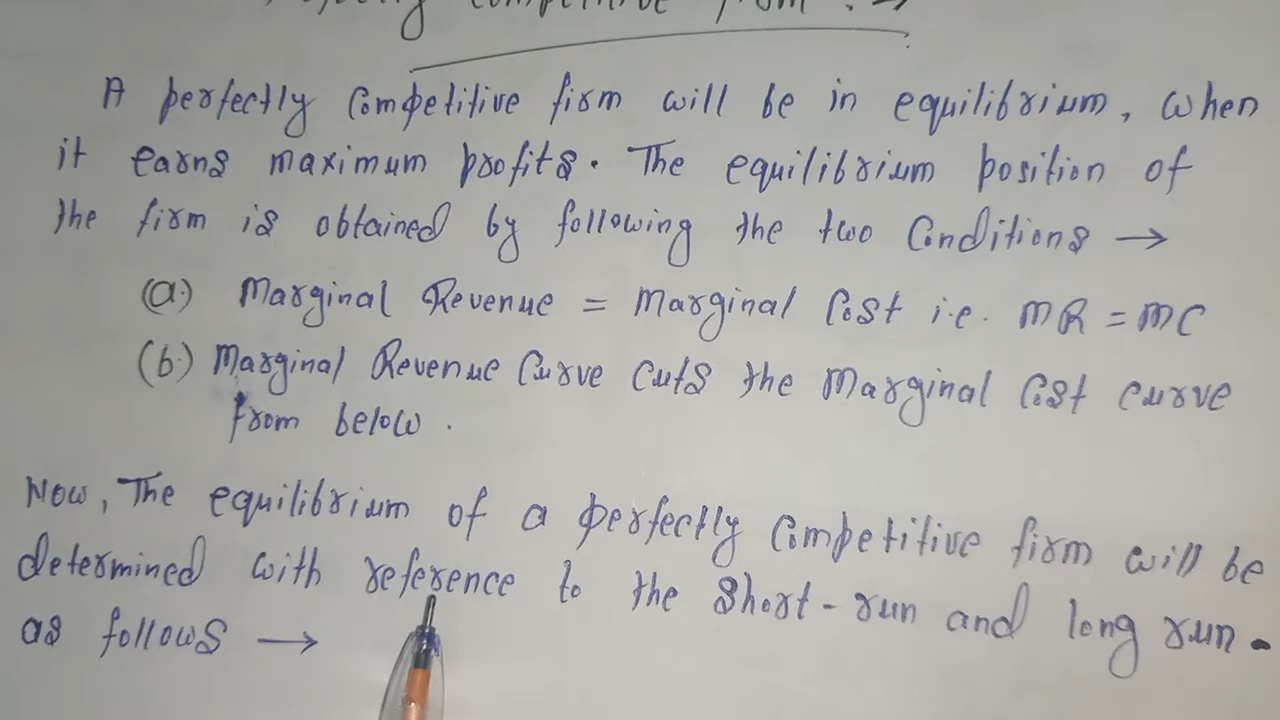 competitive firm : →
A perfectly Competitive firm will be in equilibrium, when
it earns maximum profits. The equilibrium position of
the firm is obtained by following the two Conditions →
(a.) Marginal Revenue = Marginal Cost i.e. MR = MC
(b.) Marginal Revenue Curve cuts the Marginal Cost curve
from below.
Now, The equilibrium of a perfectly Competitive firm will be
determined with reference to the Short-run and long run.
as follows →